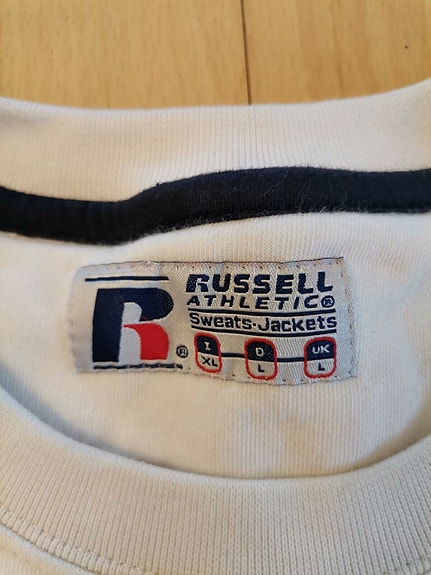 R®
RUSSELL
ATHLETIC®
Sweats·Jackets
I D UK
XL L L